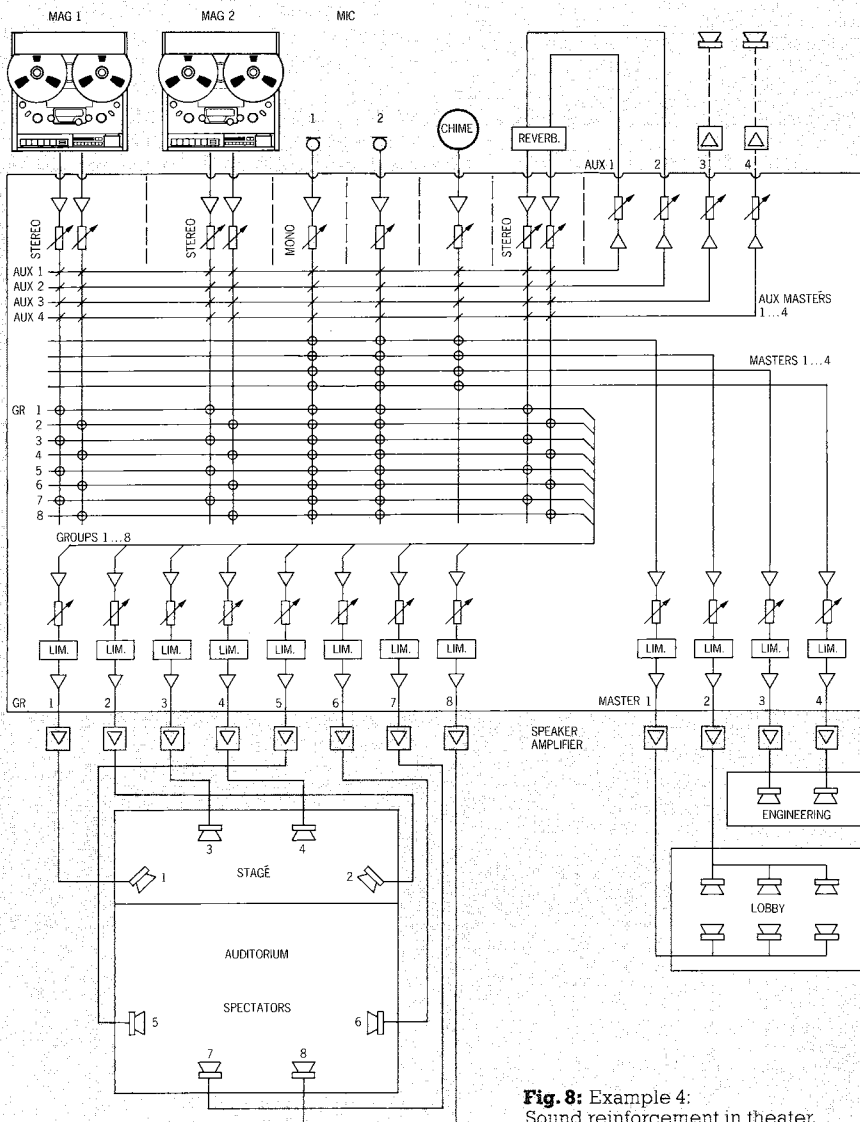 MAG 1 MAG 2 MIC
1 2
CHIME
REVERB.
AUX 1 2 3 4
STEREO STEREO MONO STEREO
AUX 1
AUX 2
AUX 3
AUX 4
AUX MASTERS
1...4
MASTERS 1...4
GR 1
2
3
4
5
6
7
8
GROUPS 1...8
LIM. LIM. LIM. LIM. LIM. LIM. LIM. LIM. LIM. LIM. LIM. LIM.
GR 1 2 3 4 5 6 7 8 MASTER 1 2 3 4
SPEAKER
AMPLIFIER
ENGINEERING
3 4
1 STAGE 2
LOBBY
AUDITORIUM
SPECTATORS
5 6
7 8
Fig. 8: Example 4:
Sound reinforcement in theater.